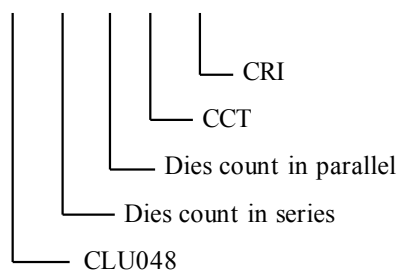 CRI
CCT
Dies count in parallel
Dies count in series
CLU048